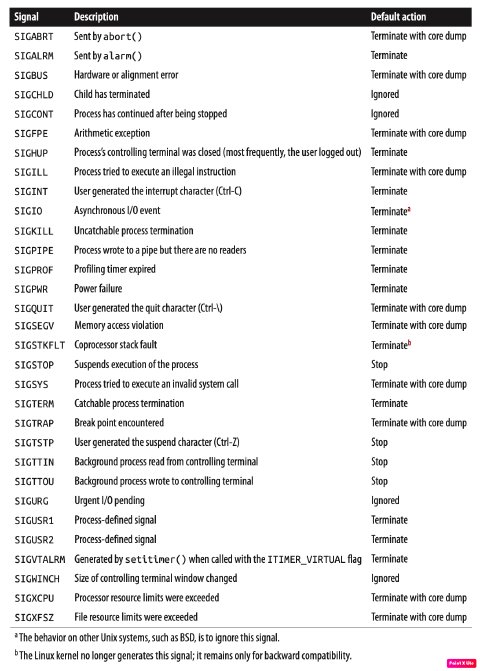 Signal Description Default action
SIGABRT Sent by abort() Terminate with core dump
SIGALRM Sent by alarm() Terminate
SIGBUS Hardware or alignment error Terminate with core dump
SIGCHLD Child has terminated Ignored
SIGCONT Process has continued after being stopped Ignored
SIGFPE Arithmetic exception Terminate with core dump
SIGHUP Process's controlling terminal was closed (most frequently, the user logged out) Terminate
SIGILL Process tried to execute an illegal instruction Terminate with core dump
SIGINT User generated the interrupt character (Ctrl-C) Terminate
SIGIO Asynchronous I/O event Terminate^a
SIGKILL Uncatchable process termination Terminate
SIGPIPE Process wrote to a pipe but there are no readers Terminate
SIGPROF Profiling timer expired Terminate
SIGPWR Power failure Terminate
SIGQUIT User generated the quit character (Ctrl-\) Terminate with core dump
SIGSEGV Memory access violation Terminate with core dump
SIGSTKFLT Coprocessor stack fault Terminate^b
SIGSTOP Suspends execution of the process Stop
SIGSYS Process tried to execute an invalid system call Terminate with core dump
SIGTERM Catchable process termination Terminate
SIGTRAP Break point encountered Terminate with core dump
SIGTSTP User generated the suspend character (Ctrl-Z) Stop
SIGTTIN Background process read from controlling terminal Stop
SIGTTOU Background process wrote to controlling terminal Stop
SIGURG Urgent I/O pending Ignored
SIGUSR1 Process-defined signal Terminate
SIGUSR2 Process-defined signal Terminate
SIGVTALRM Generated by setitimer() when called with the ITIMER_VIRTUAL flag Terminate
SIGWINCH Size of controlling terminal window changed Ignored
SIGXCPU Processor resource limits were exceeded Terminate with core dump
SIGXFSZ File resource limits were exceeded Terminate with core dump
a The behavior on other Unix systems, such as BSD, is to ignore this signal.
b The Linux kernel no longer generates this signal; it remains only for backward compatibility.